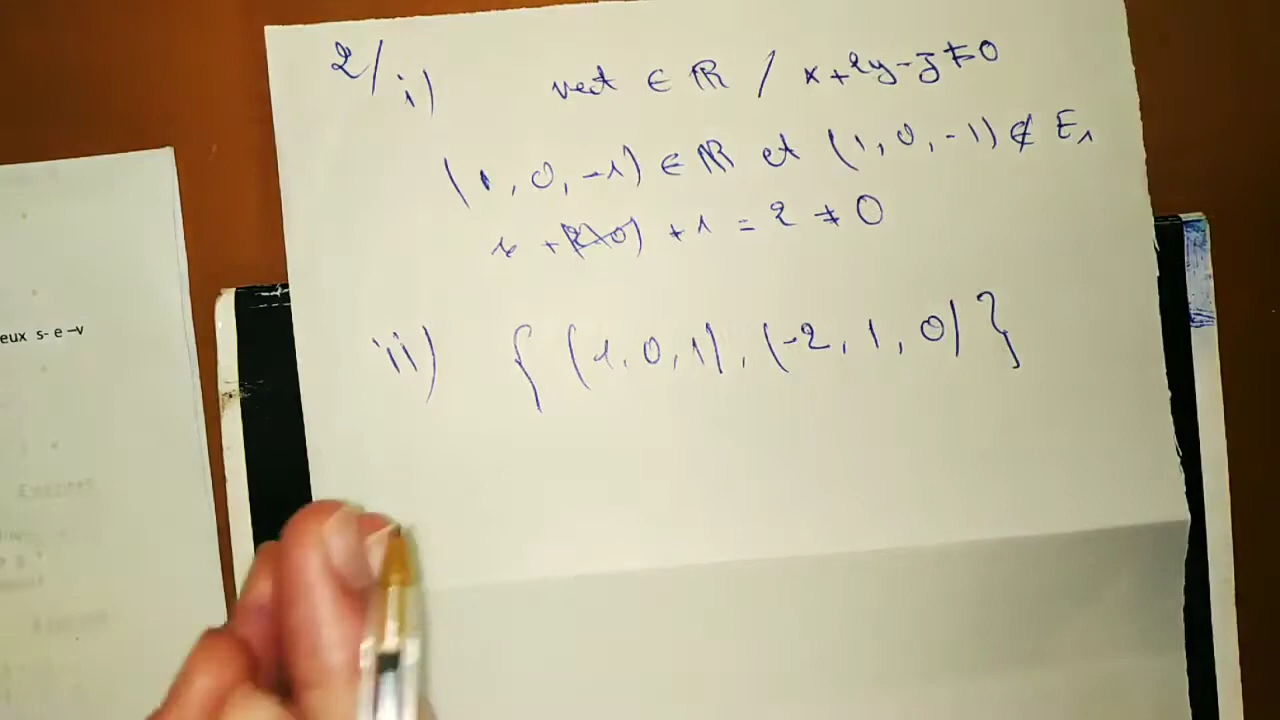 2/ i) vect ∈ ℝ / x+2y-z≠0
(1, 0, -1) ∈ ℝ et (1, 0, -1) ∉ E₁
1 + (2×0) + 1 = 2 ≠ 0
ii) { (1, 0, 1), (-2, 1, 0) }
eux s-e-v